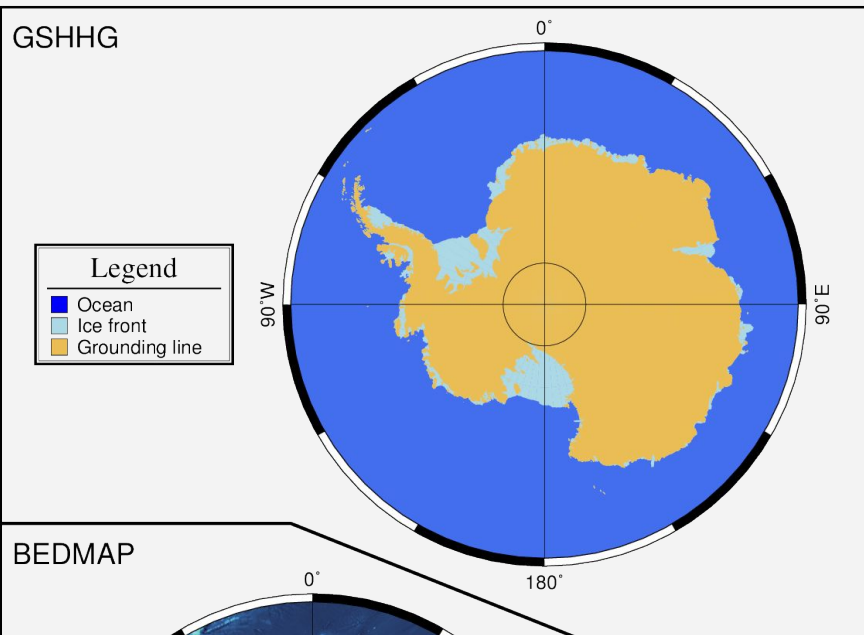 GSHHG
0°
90°W
90°E
Legend
Ocean
Ice front
Grounding line
180°
BEDMAP
0°